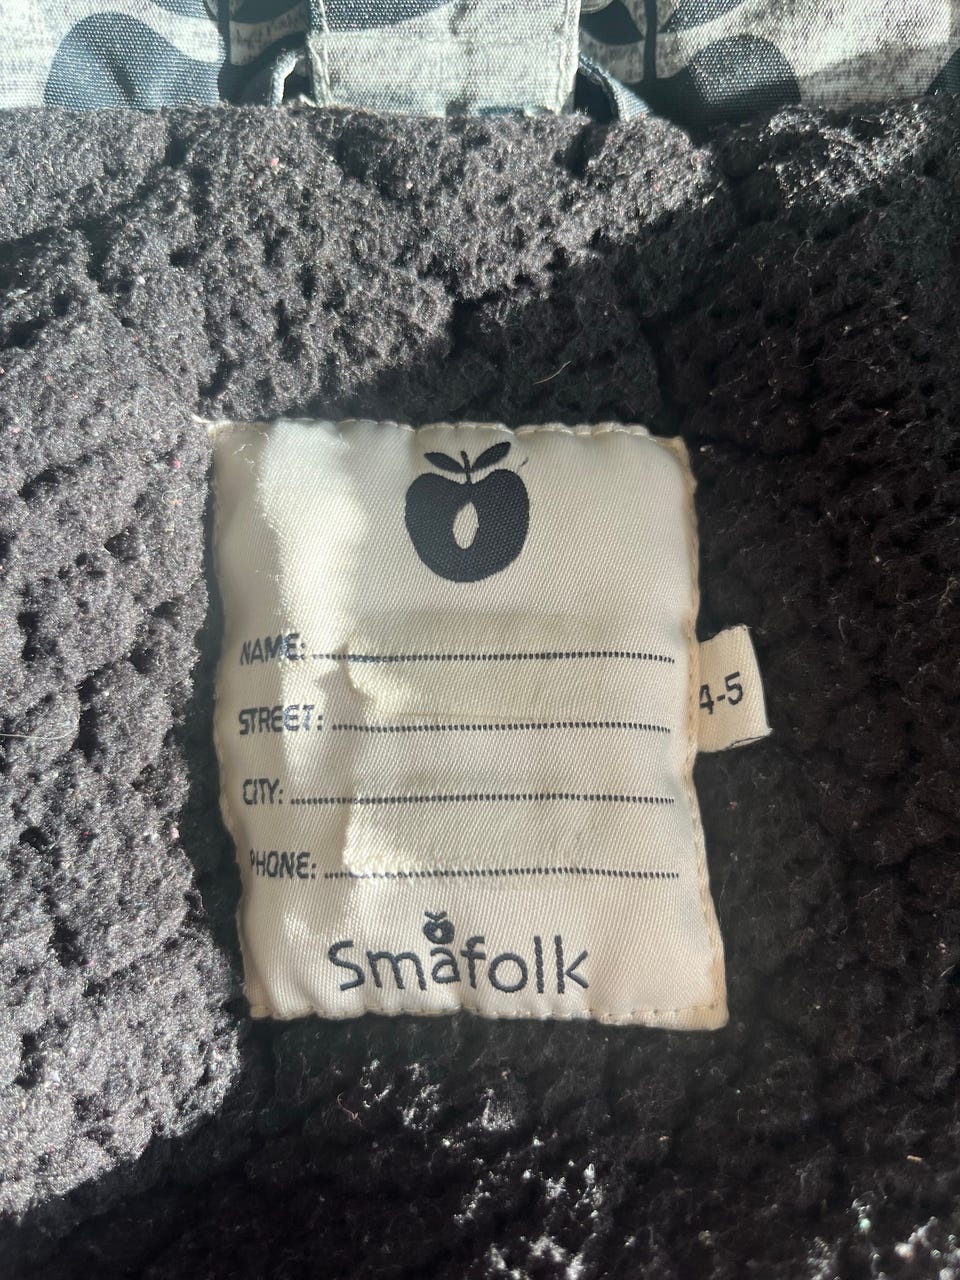 NAME:
STREET:
4-5
CITY:
PHONE:
Småfolk